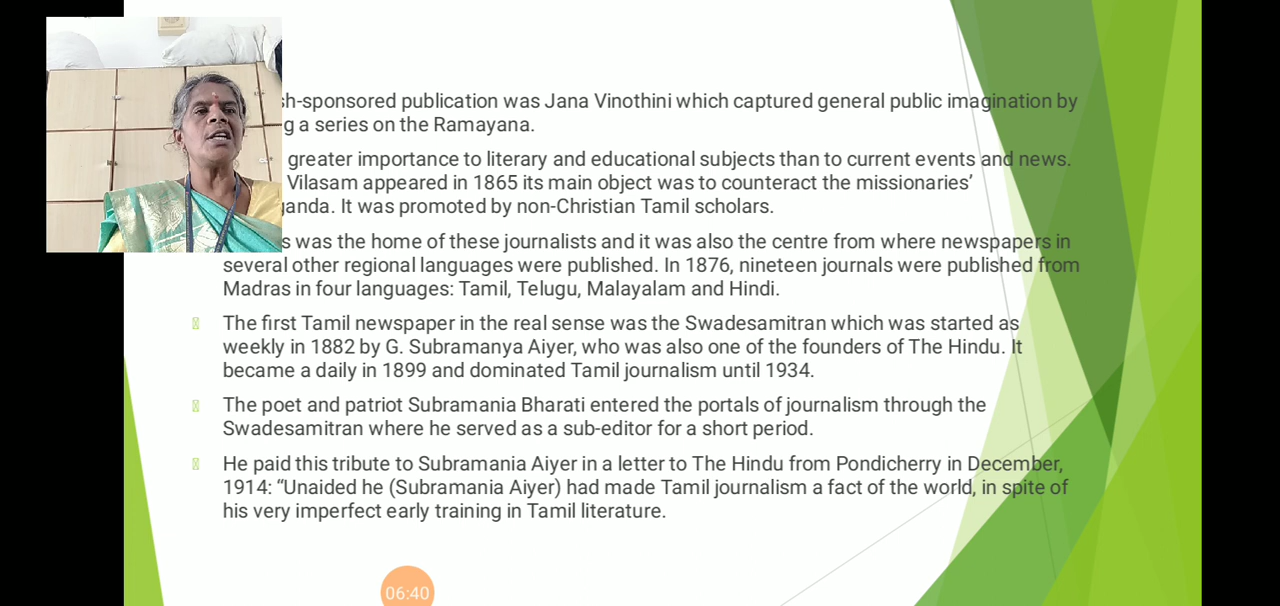 sh-sponsored publication was Jana Vinothini which captured general public imagination by
g a series on the Ramayana.
greater importance to literary and educational subjects than to current events and news.
Vilasam appeared in 1865 its main object was to counteract the missionaries’
anda. It was promoted by non-Christian Tamil scholars.
s was the home of these journalists and it was also the centre from where newspapers in
several other regional languages were published. In 1876, nineteen journals were published from
Madras in four languages: Tamil, Telugu, Malayalam and Hindi.
The first Tamil newspaper in the real sense was the Swadesamitran which was started as
weekly in 1882 by G. Subramanya Aiyer, who was also one of the founders of The Hindu. It
became a daily in 1899 and dominated Tamil journalism until 1934.
The poet and patriot Subramania Bharati entered the portals of journalism through the
Swadesamitran where he served as a sub-editor for a short period.
He paid this tribute to Subramania Aiyer in a letter to The Hindu from Pondicherry in December,
1914: “Unaided he (Subramania Aiyer) had made Tamil journalism a fact of the world, in spite of
his very imperfect early training in Tamil literature.
06:40